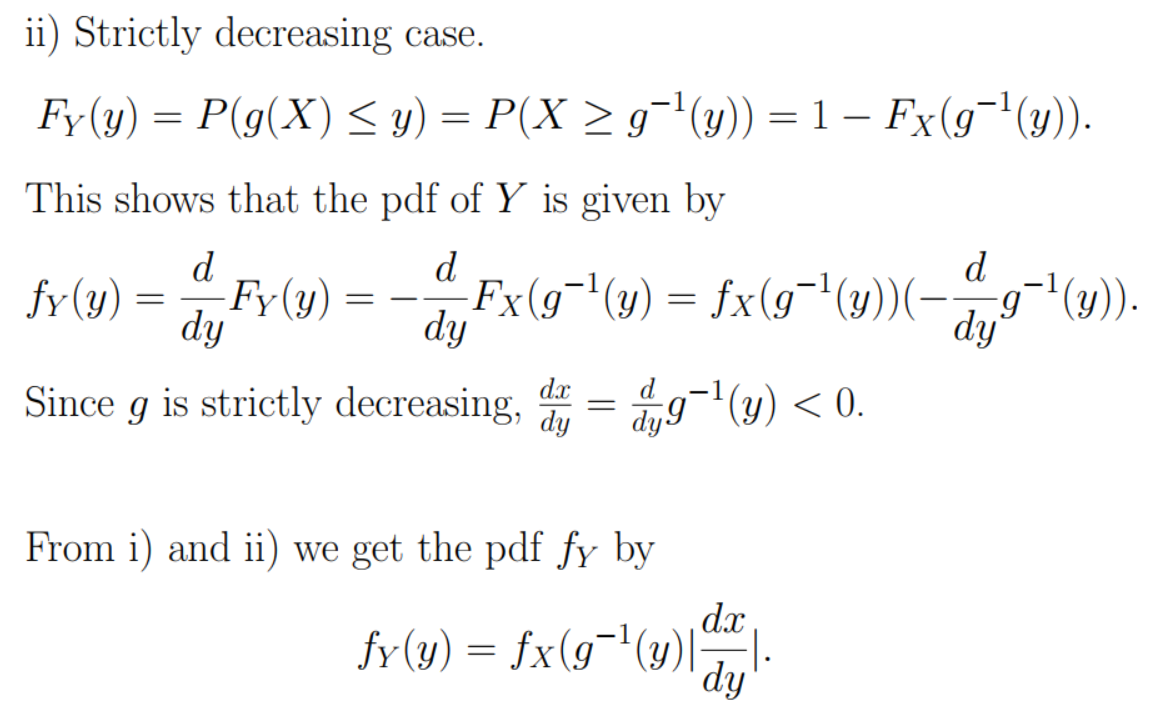 ii) Strictly decreasing case.
F_Y(y) = P(g(X) ≤ y) = P(X ≥ g⁻¹(y)) = 1 − F_X(g⁻¹(y)).
This shows that the pdf of Y is given by
f_Y(y) = d/dy F_Y(y) = −d/dy F_X(g⁻¹(y) = f_X(g⁻¹(y))(−d/dy g⁻¹(y)).
Since g is strictly decreasing, dx/dy = d/dy g⁻¹(y) < 0.
From i) and ii) we get the pdf f_Y by
f_Y(y) = f_X(g⁻¹(y)|dx/dy|.